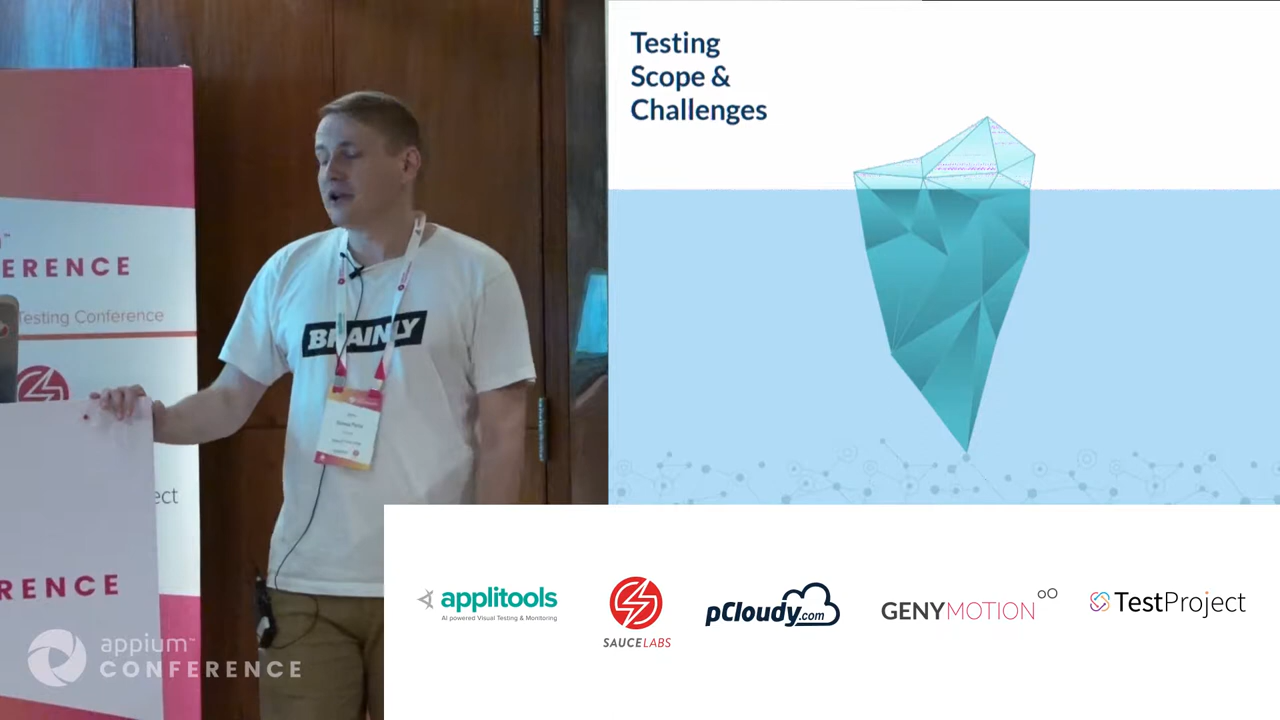 ERENCE
Testing Conference
ect
RENCE
BRAINLY
appium™
CONFERENCE
Testing
Scope &
Challenges
applitools
AI powered Visual Testing & Monitoring
SAUCELABS
pCloudy.com
GENYMOTION
TestProject